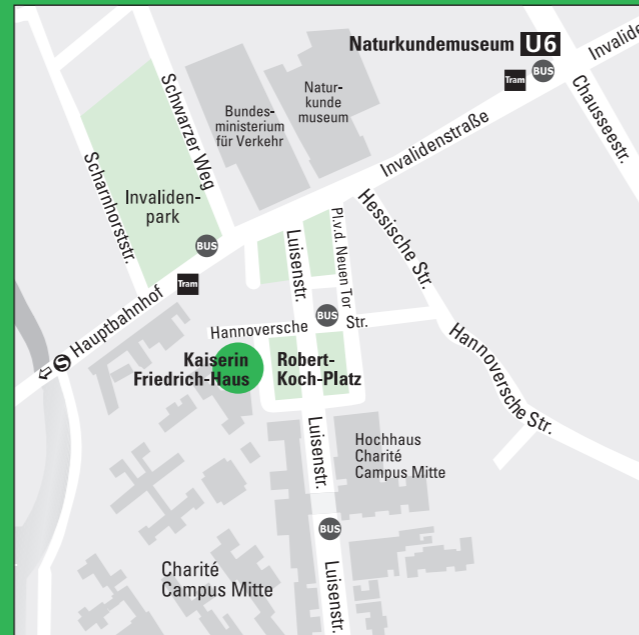 Naturkundemuseum U6
Invaliden
BUS
Tram
Chausseestr.
Schwarzer Weg
Natur-
kunde
museum
Bundes-
ministerium
für Verkehr
Invalidenstraße
Scharnhorststr.
Invaliden-
park
Hessische Str.
Pl.v.d. Neuen Tor
Luisenstr.
BUS
Tram
Hauptbahnhof
S
Hannoversche Str.
BUS
Hannoversche Str.
Kaiserin
Friedrich-Haus
Robert-
Koch-Platz
Luisenstr.
Hochhaus
Charité
Campus Mitte
BUS
Charité
Campus Mitte
Luisenstr.